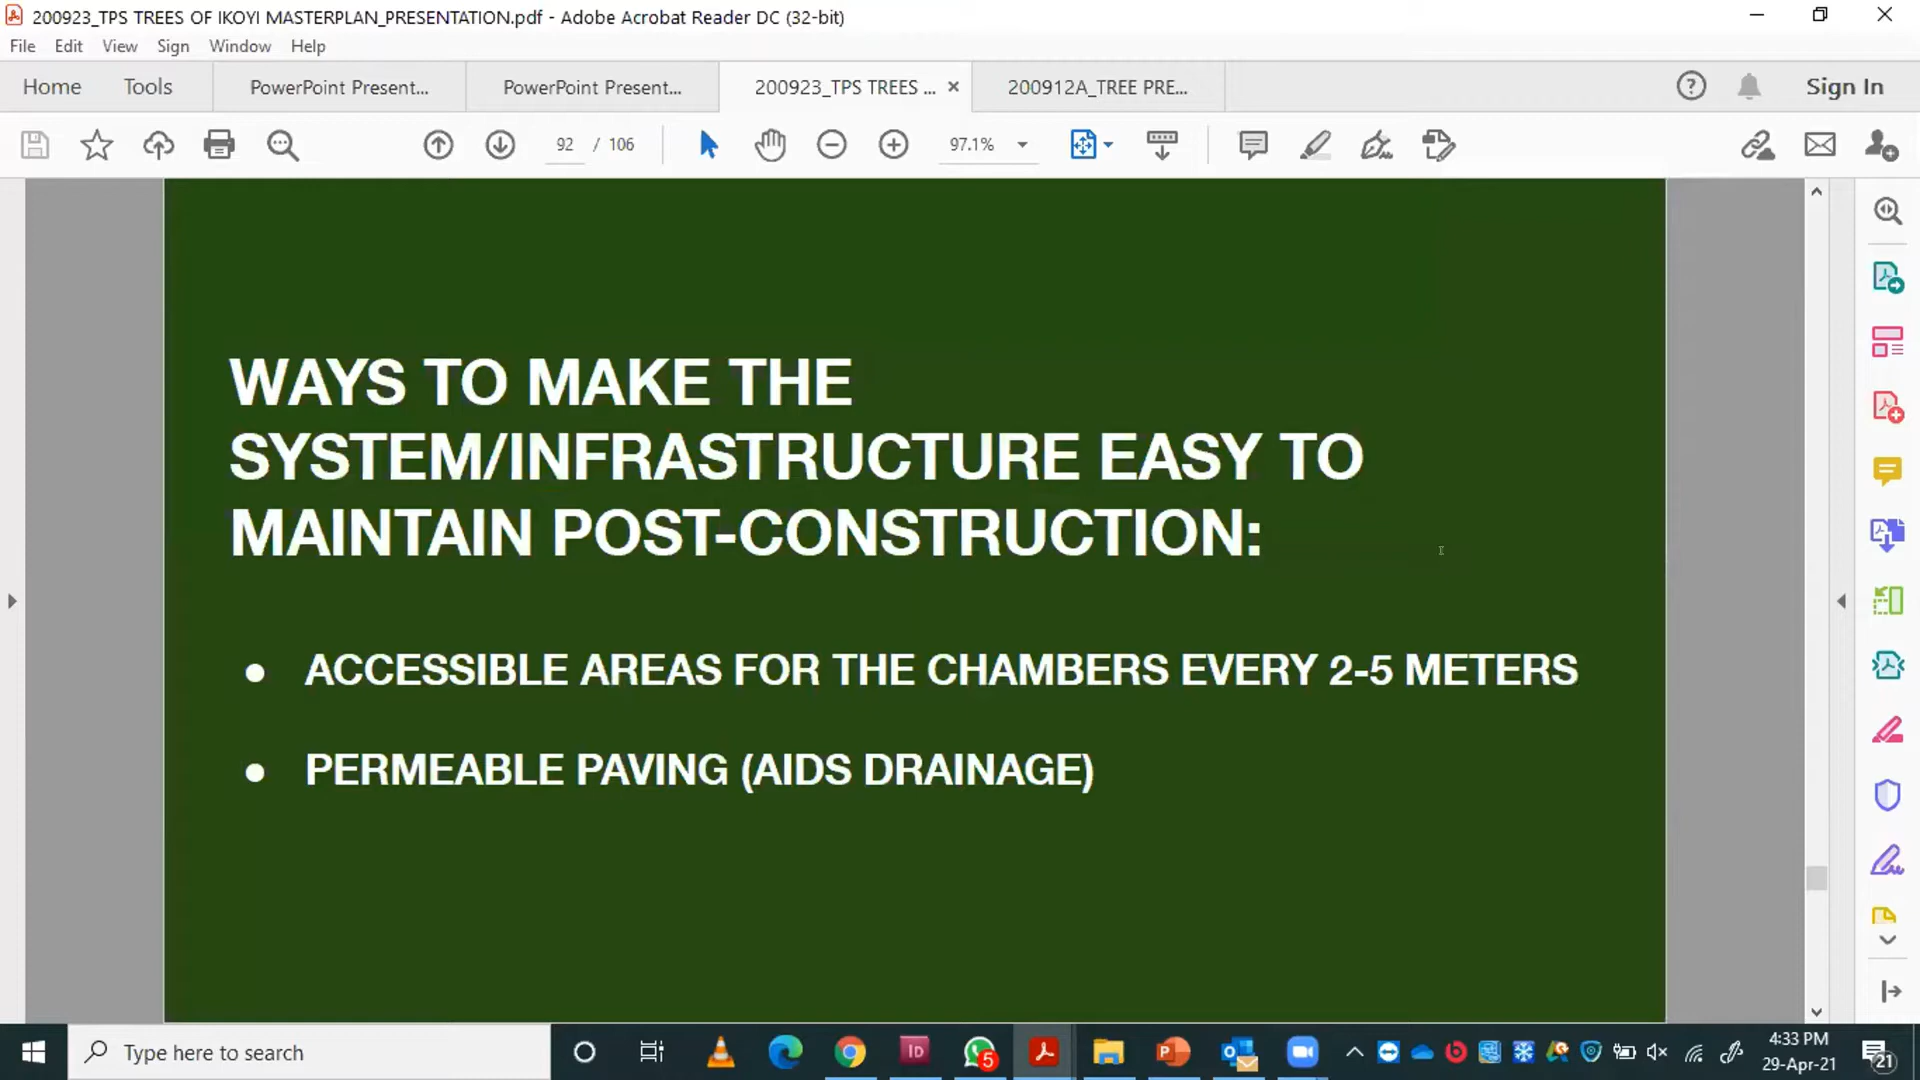 200923_TPS TREES OF IKOYI MASTERPLAN_PRESENTATION.pdf - Adobe Acrobat Reader DC (32-bit)
File Edit View Sign Window Help
Home Tools PowerPoint Present... PowerPoint Present... 200923_TPS TREES ... 200912A_TREE PRE... Sign In
92 / 106 97.1%
WAYS TO MAKE THE
SYSTEM/INFRASTRUCTURE EASY TO
MAINTAIN POST-CONSTRUCTION:
● ACCESSIBLE AREAS FOR THE CHAMBERS EVERY 2-5 METERS
● PERMEABLE PAVING (AIDS DRAINAGE)
Type here to search
5
4:33 PM
29-Apr-21
21